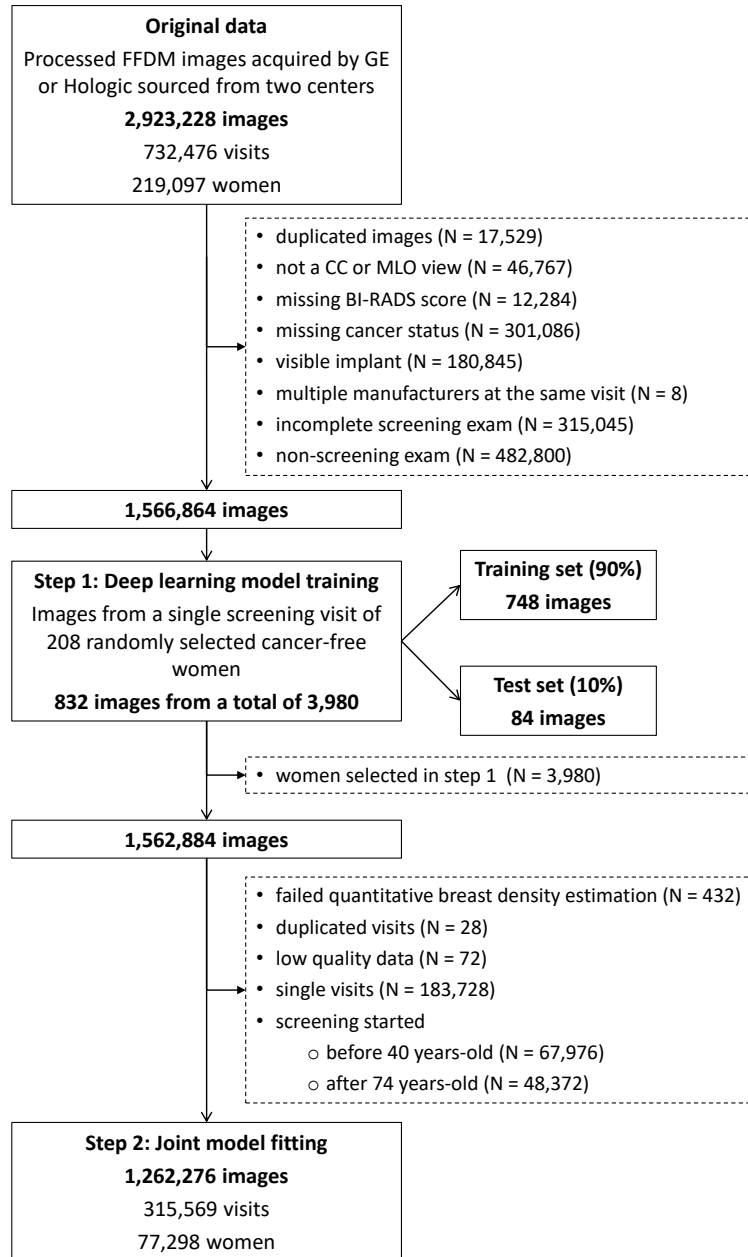 Original data
Processed FFDM images acquired by GE
or Hologic sourced from two centers
2,923,228 images
732,476 visits
219,097 women
• duplicated images (N = 17,529)
• not a CC or MLO view (N = 46,767)
• missing BI-RADS score (N = 12,284)
• missing cancer status (N = 301,086)
• visible implant (N = 180,845)
• multiple manufacturers at the same visit (N = 8)
• incomplete screening exam (N = 315,045)
• non-screening exam (N = 482,800)
1,566,864 images
Step 1: Deep learning model training
Images from a single screening visit of
208 randomly selected cancer-free
women
832 images from a total of 3,980
Training set (90%)
748 images
Test set (10%)
84 images
• women selected in step 1 (N = 3,980)
1,562,884 images
• failed quantitative breast density estimation (N = 432)
• duplicated visits (N = 28)
• low quality data (N = 72)
• single visits (N = 183,728)
• screening started
○ before 40 years-old (N = 67,976)
○ after 74 years-old (N = 48,372)
Step 2: Joint model fitting
1,262,276 images
315,569 visits
77,298 women